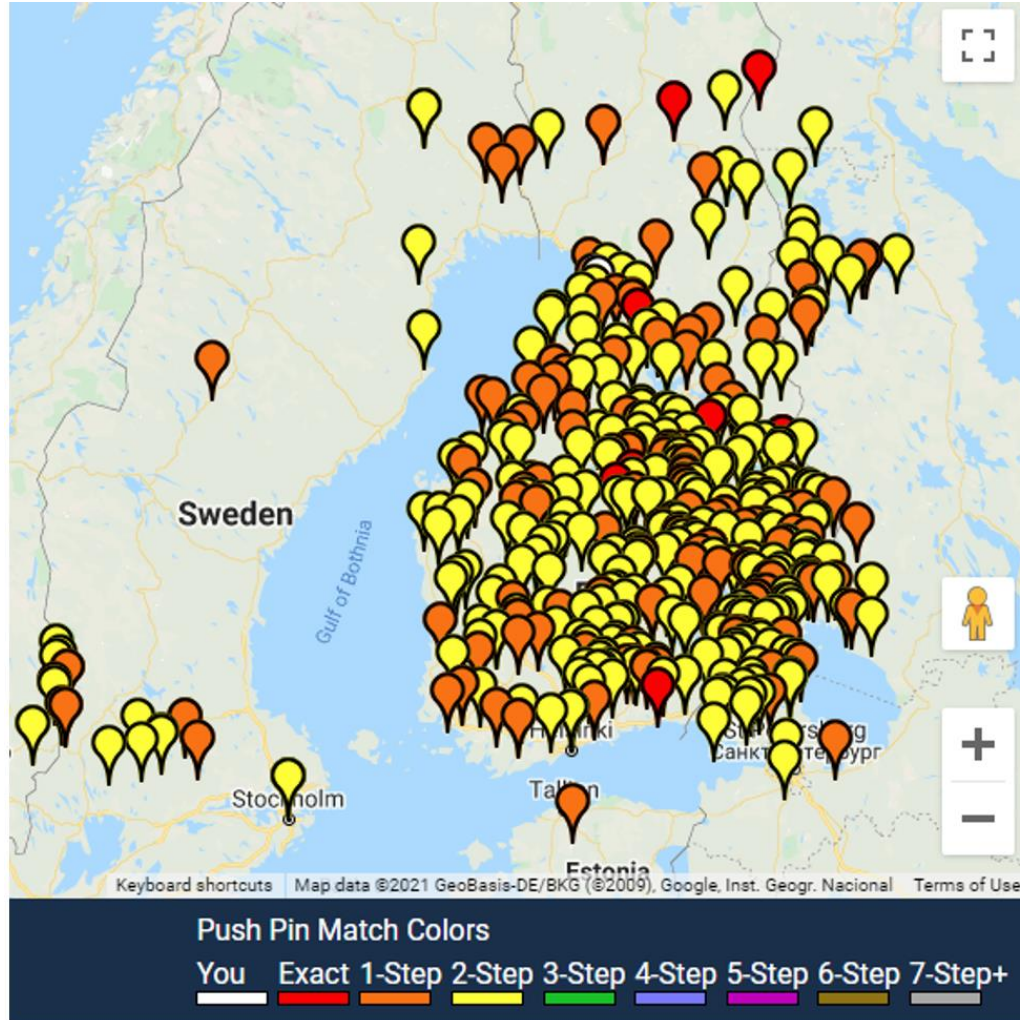 Sweden
Gulf of Bothnia
Stockholm
Estonia
Keyboard shortcuts
Map data ©2021 GeoBasis-DE/BKG (©2009), Google, Inst. Geogr. Nacional
Terms of Use
Push Pin Match Colors
You Exact 1-Step 2-Step 3-Step 4-Step 5-Step 6-Step 7-Step+